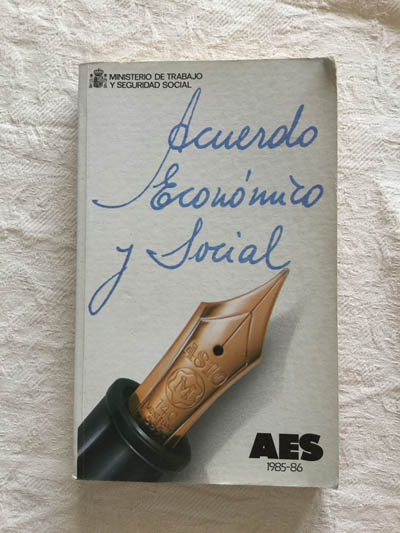 MINISTERIO DE TRABAJO
Y SEGURIDAD SOCIAL
Acuerdo
Económico
y Social
AES
1985-86